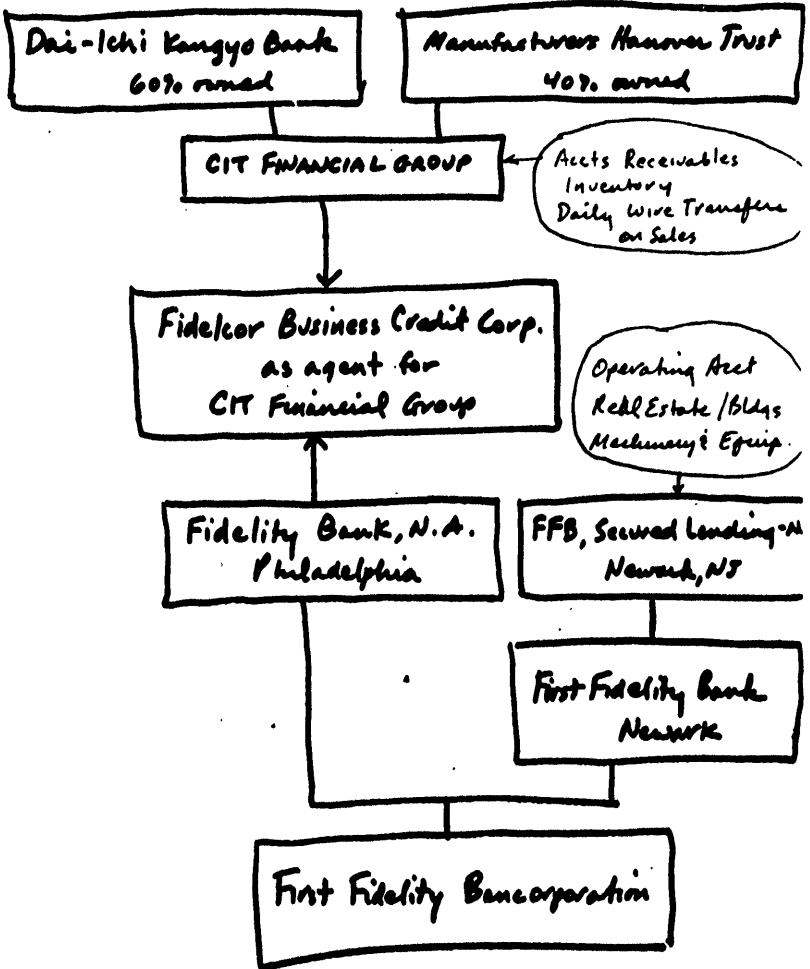 Dai-Ichi Kangyo Bank
60% owned
Manufacturers Hanover Trust
40% owned
CIT FINANCIAL GROUP
Accts Receivables
Inventory
Daily Wire Transfers
on Sales
Fidelcor Business Credit Corp.
as agent for
CIT Financial Group
Operating Acct
Real Estate/Bldgs
Machinery & Equip.
Fidelity Bank, N.A.
Philadelphia
FFB, Secured Lending-N
Newark, NJ
First Fidelity Bank
Newark
First Fidelity Bancorporation